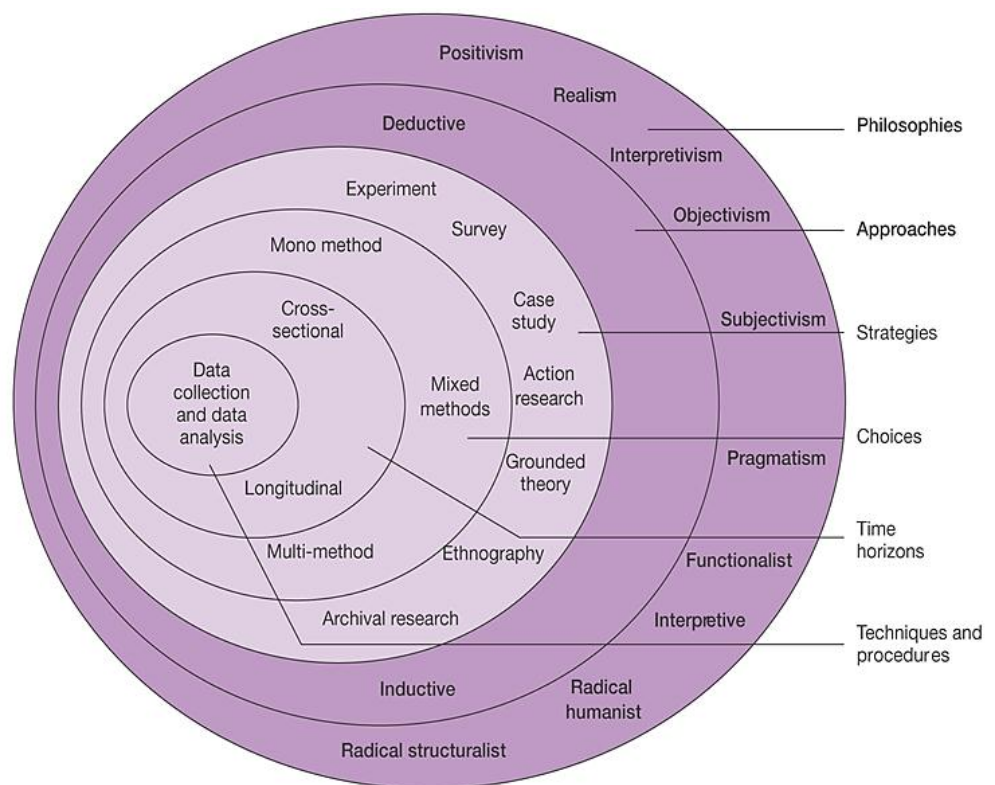 Positivism
Realism
Philosophies
Deductive
Interpretivism
Experiment
Objectivism
Approaches
Survey
Mono method
Case
study
Cross-
sectional
Subjectivism
Strategies
Data
collection
and data
analysis
Mixed
methods
Action
research
Choices
Grounded
theory
Pragmatism
Longitudinal
Time
horizons
Multi-method
Ethnography
Functionalist
Archival research
Interpretive
Techniques and
procedures
Inductive
Radical
humanist
Radical structuralist